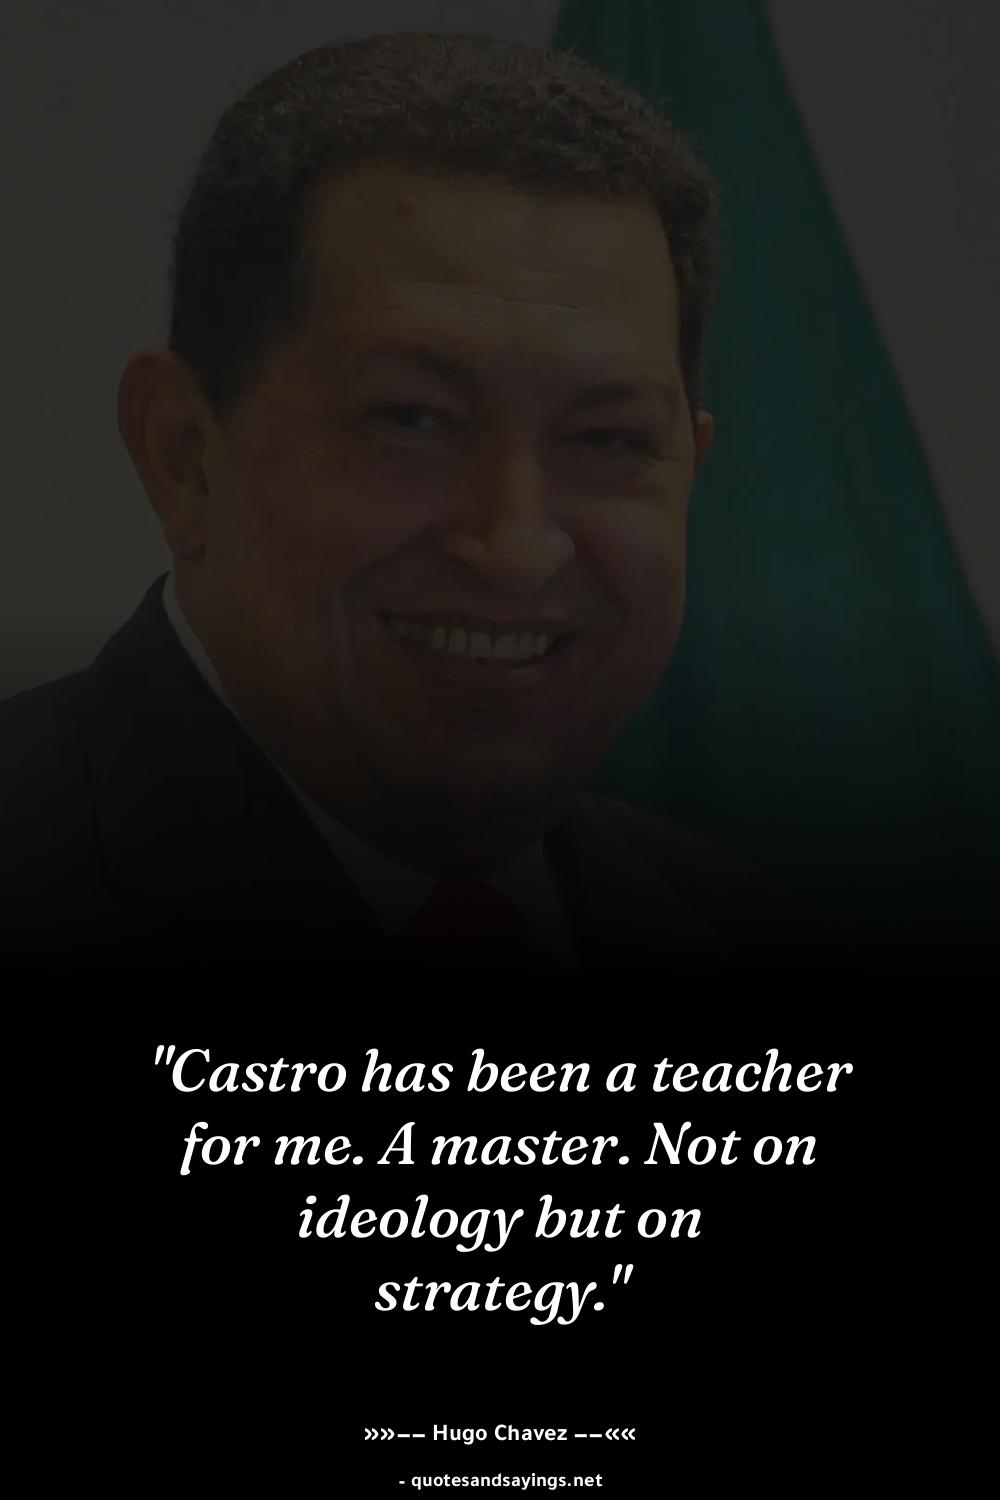 "Castro has been a teacher
for me. A master. Not on
ideology but on
strategy."
»»−− Hugo Chavez −−««
- quotesandsayings.net